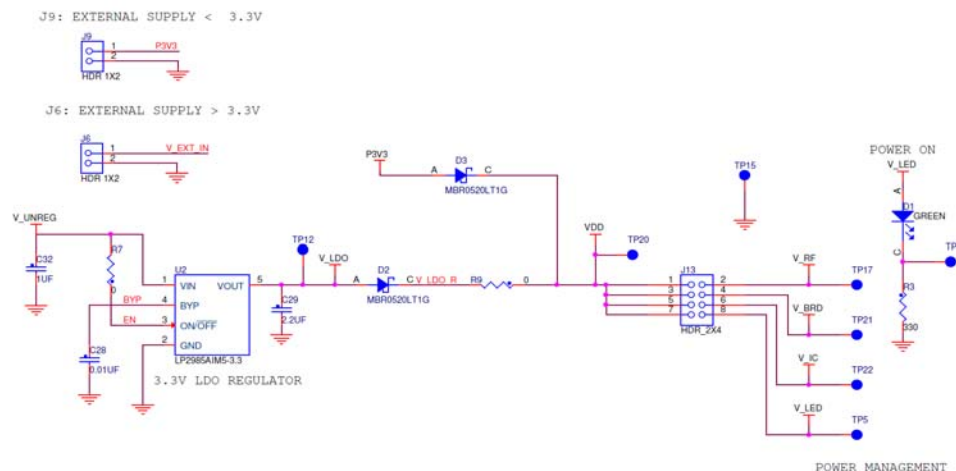 J9: EXTERNAL SUPPLY <  3.3V
J9
1
P3V3
2
HDR 1X2
J6: EXTERNAL SUPPLY > 3.3V
J6
1
V_EXT_IN
2
HDR 1X2
V_UNREG
C32
1UF
R7
0
U2
1
VIN
VOUT
5
BYP
4
BYP
EN
3
ON/OFF
2
GND
LP2985AIM5-3.3
C28
0.01UF
3.3V LDO REGULATOR
TP12
C29
2.2UF
V_LDO
D2
A
C
MBR0520LT1G
V_LDO_R
R9
0
P3V3
D3
A
C
MBR0520LT1G
VDD
TP20
TP15
J13
1
2
3
4
5
6
7
8
HDR_2X4
V_RF
TP17
V_BRD
TP21
V_IC
TP22
V_LED
TP5
POWER ON
V_LED
A
D1
GREEN
C
TP
R3
330
POWER MANAGEMENT